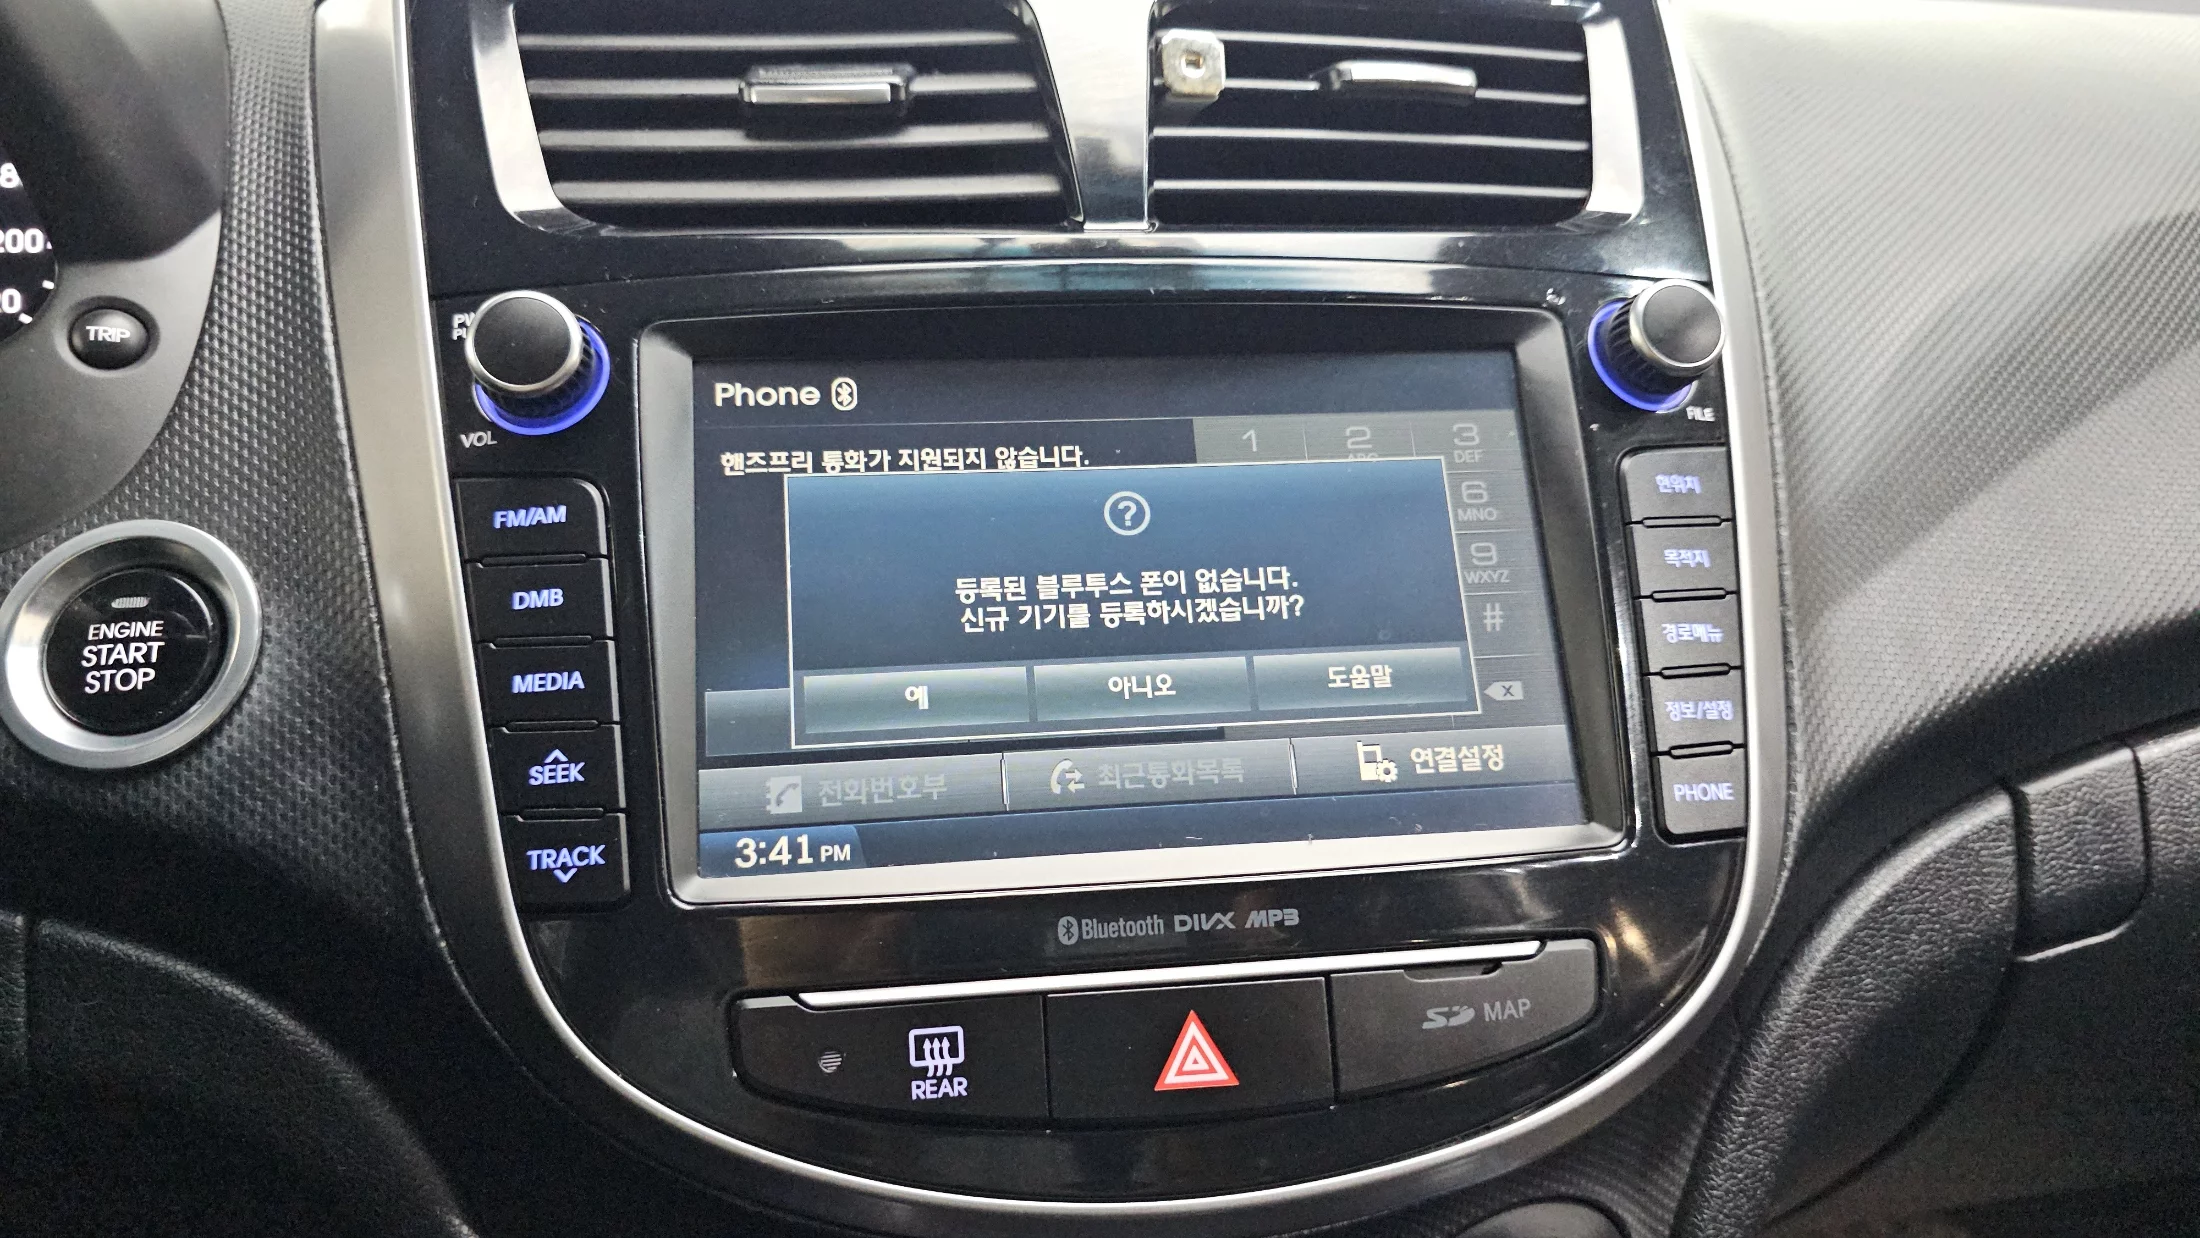 200
TRIP
VOL
FILE
ENGINE
START
STOP
FM/AM
DMB
MEDIA
SEEK
TRACK
Phone
핸즈프리 통화가 지원되지 않습니다.
1 2 3
DEF
6
MNO
9
WXYZ
#
등록된 블루투스 폰이 없습니다.
신규 기기를 등록하시겠습니까?
예 아니오 도움말
전화번호부 최근통화목록 연결설정
3:41 PM
현위치
목적지
경로메뉴
정보/설정
PHONE
Bluetooth DIVX MP3
REAR
SD MAP